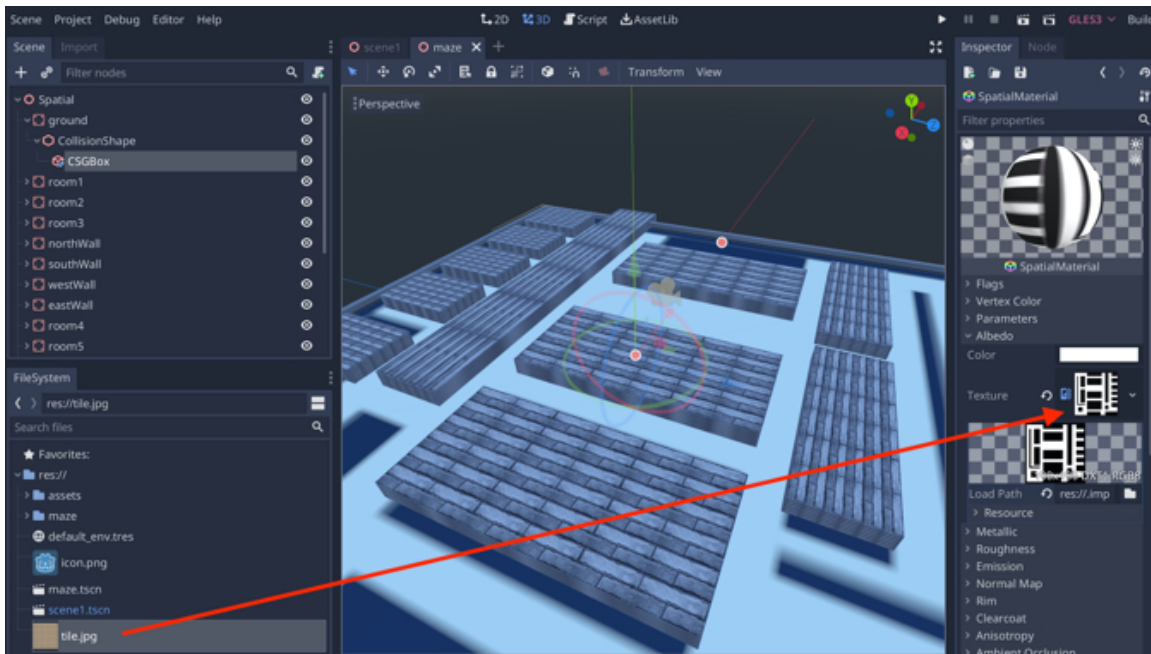 Scene Project Debug Editor Help
2D 3D Script AssetLib
GLES3 Build
Scene Import
Filter nodes
Spatial
ground
CollisionShape
CSGBox
room1
room2
room3
northWall
southWall
westWall
eastWall
room4
room5
FileSystem
res://tile.jpg
Search files
Favorites:
res://
assets
maze
default_env.tres
icon.png
maze.tscn
scene1.tscn
tile.jpg
scene1 maze
Transform View
Perspective
Y
Z
Inspector Node
SpatialMaterial
Filter properties
SpatialMaterial
Flags
Vertex Color
Parameters
Albedo
Color
Texture
Load Path res://.imp
Resource
Metallic
Roughness
Emission
Normal Map
Rim
Clearcoat
Anisotropy
Ambient Occlusion